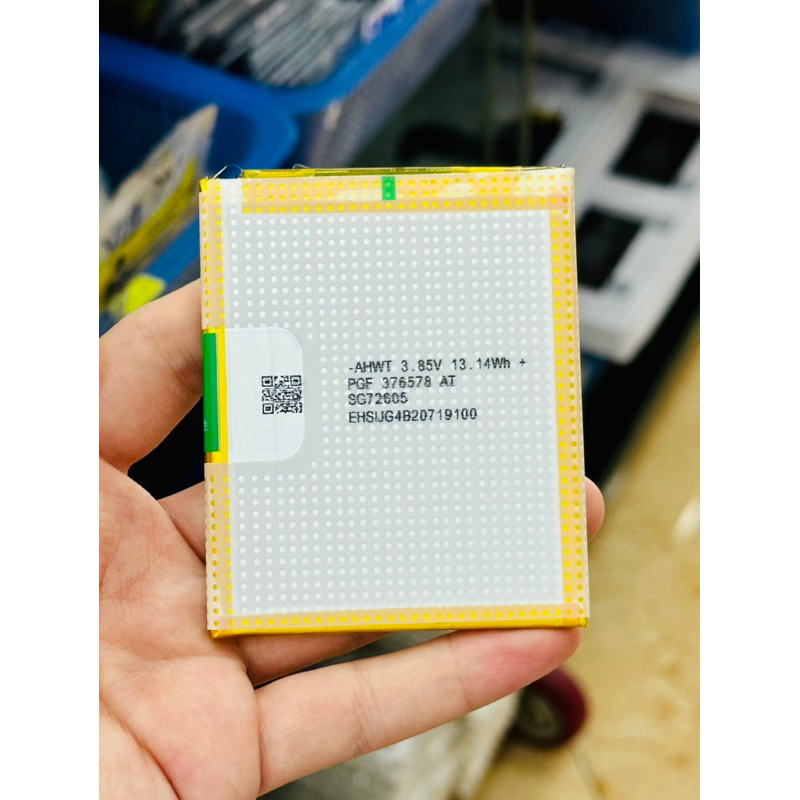 -AHWT 3.85V 13.14Wh +
PGF 376578 AT
SG72605
EHSIJG4B20719100